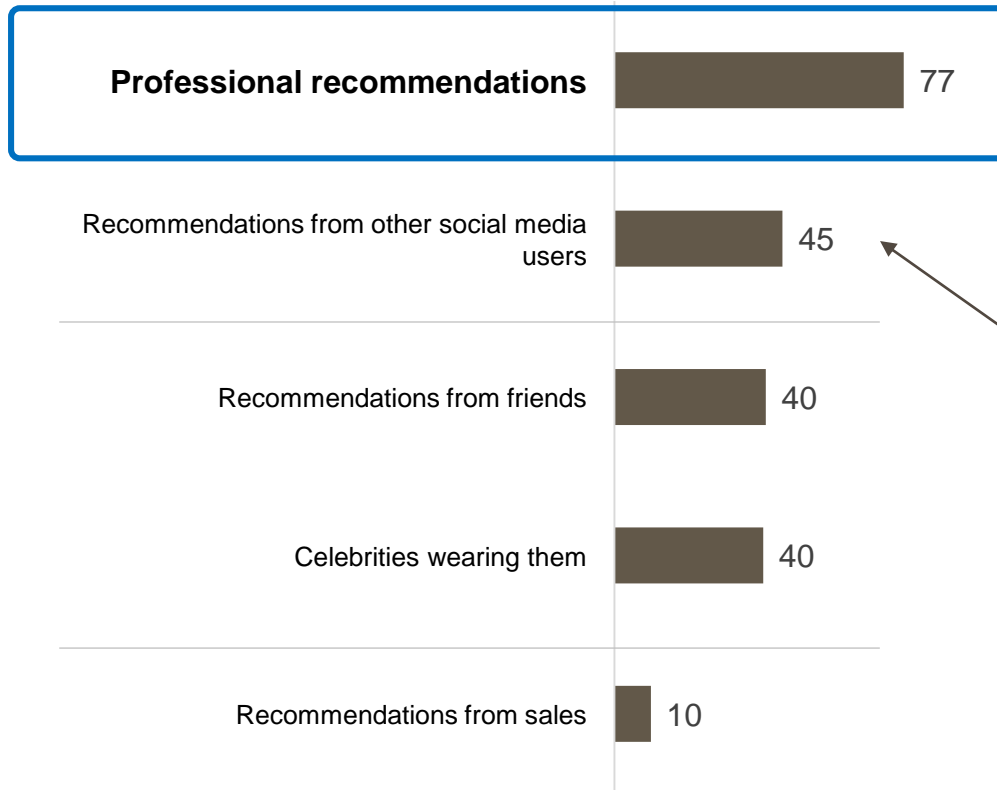 Professional recommendations
77
Recommendations from other social media
users
45
Recommendations from friends
40
Celebrities wearing them
40
Recommendations from sales
10